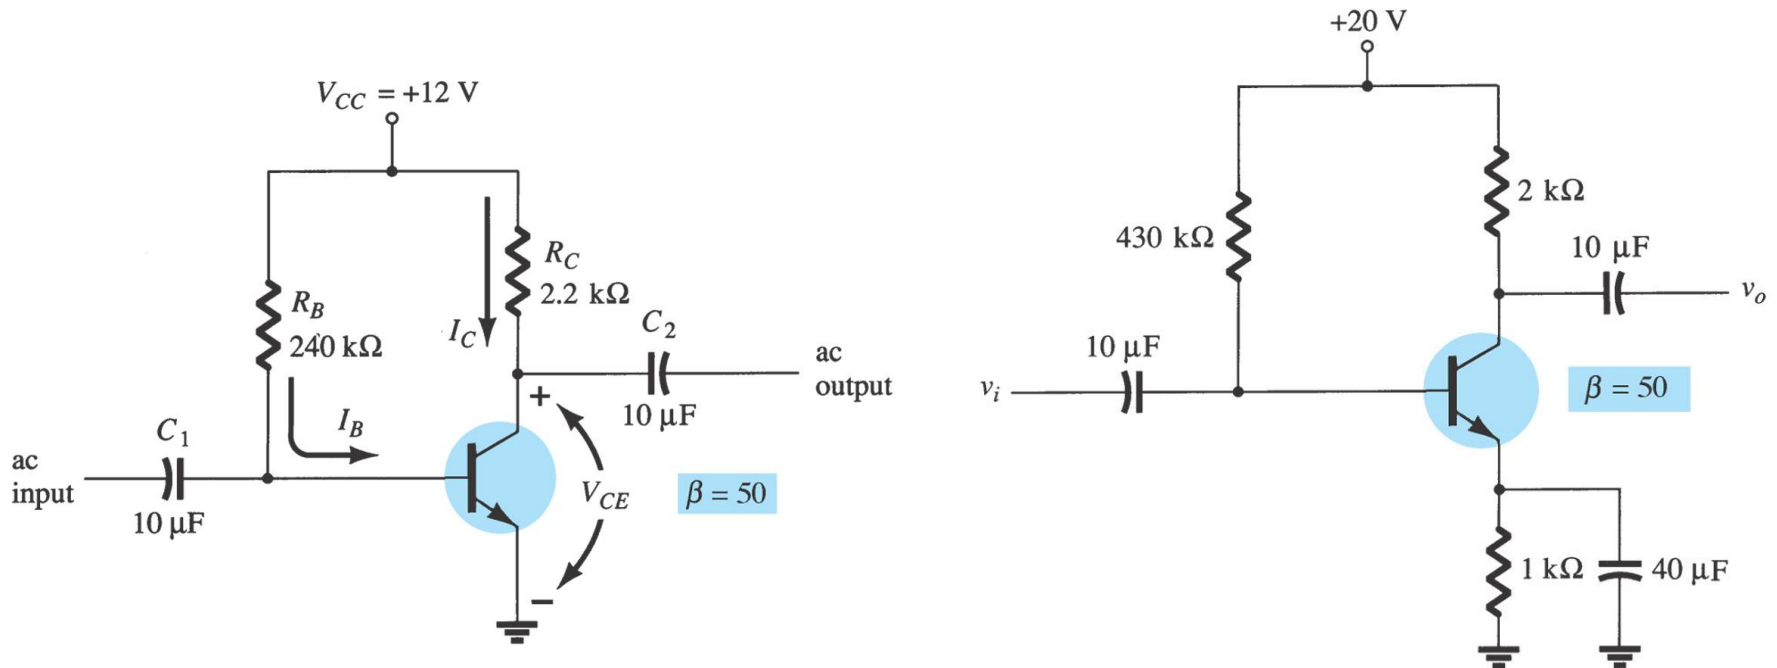 V_CC = +12 V
R_C
2.2 kΩ
R_B
240 kΩ
I_C
C_2
10 µF
ac
output
I_B
C_1
ac
input
10 µF
+
V_CE
−
β = 50
+20 V
2 kΩ
430 kΩ
10 µF
v_o
10 µF
v_i
β = 50
1 kΩ
40 µF